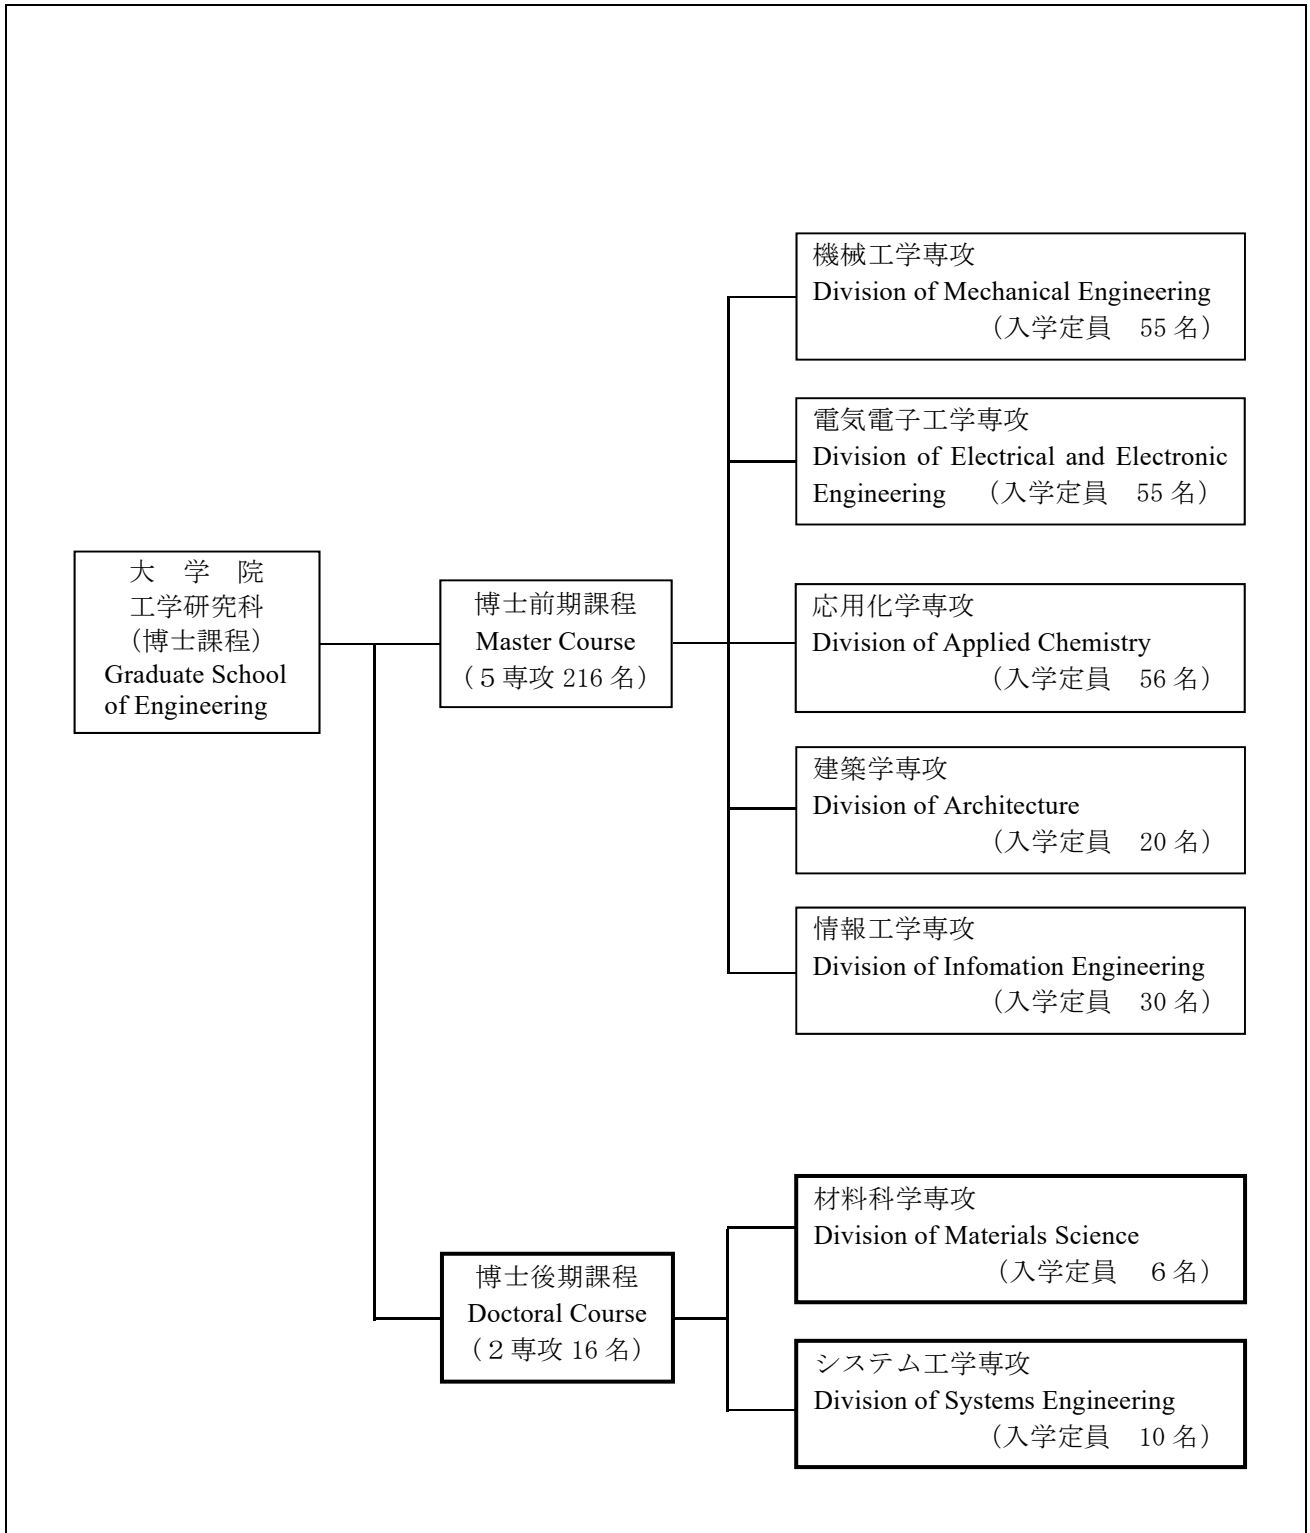 大　学　院
工学研究科
（博士課程）
Graduate School
of Engineering
博士前期課程
Master Course
（５専攻 216 名）
機械工学専攻
Division of Mechanical Engineering
（入学定員　55 名）
電気電子工学専攻
Division of Electrical and Electronic
Engineering　（入学定員　55 名）
応用化学専攻
Division of Applied Chemistry
（入学定員　56 名）
建築学専攻
Division of Architecture
（入学定員　20 名）
情報工学専攻
Division of Infomation Engineering
（入学定員　30 名）
博士後期課程
Doctoral Course
（２専攻 16 名）
材料科学専攻
Division of Materials Science
（入学定員　６名）
システム工学専攻
Division of Systems Engineering
（入学定員　10 名）